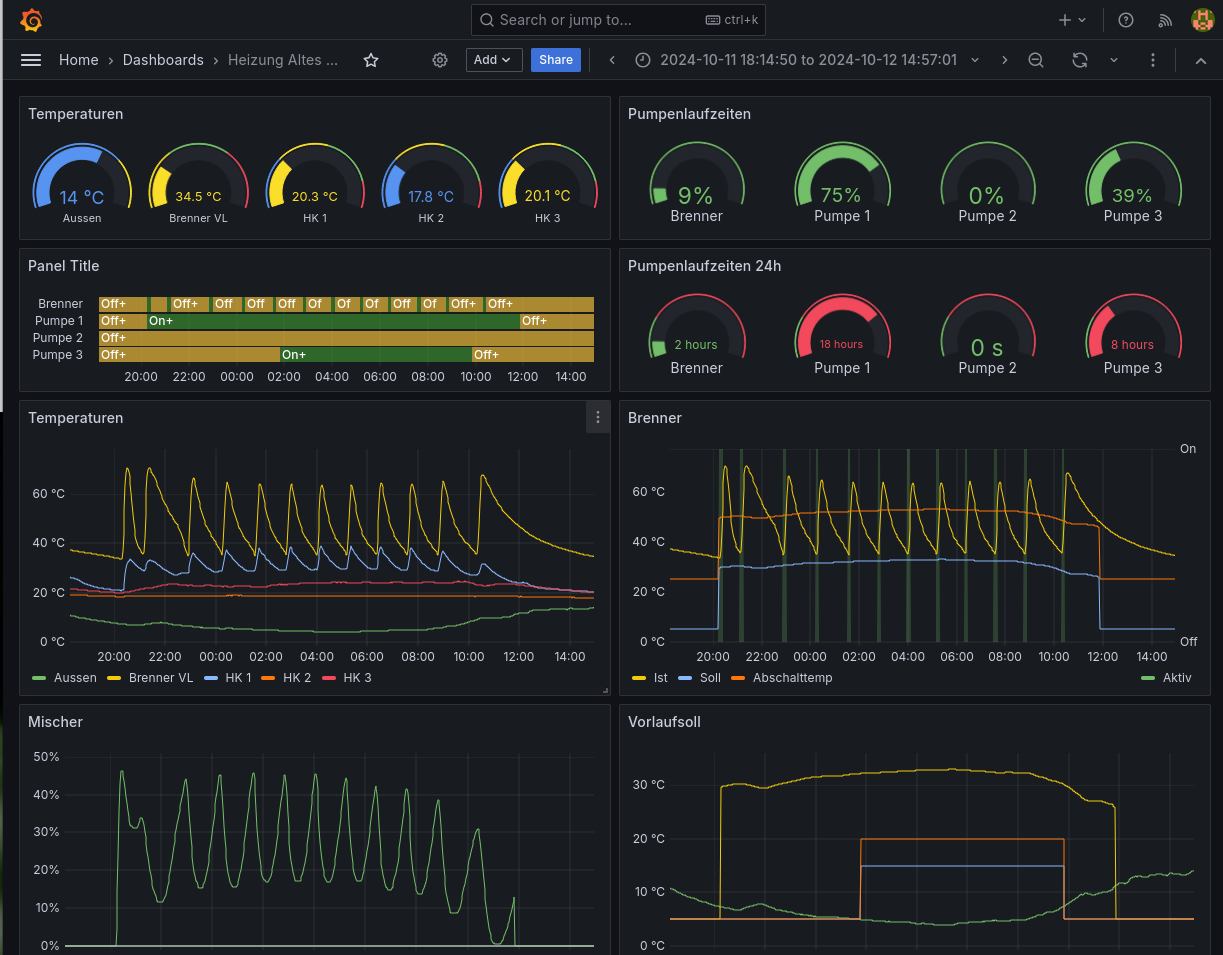 Search or jump to... ctrl+k
Home › Dashboards › Heizung Altes ... Add Share 2024-10-11 18:14:50 to 2024-10-12 14:57:01
Temperaturen
14 °C 34.5 °C 20.3 °C 17.8 °C 20.1 °C
Aussen Brenner VL HK 1 HK 2 HK 3
Pumpenlaufzeiten
9% 75% 0% 39%
Brenner Pumpe 1 Pumpe 2 Pumpe 3
Panel Title
Brenner Off+ Off+ Off Off Off Of Of Of Off Of Off+ Off+
Pumpe 1 Off+ On+ Off+
Pumpe 2 Off+
Pumpe 3 Off+ On+ Off+
20:00 22:00 00:00 02:00 04:00 06:00 08:00 10:00 12:00 14:00
Pumpenlaufzeiten 24h
2 hours 18 hours 0 s 8 hours
Brenner Pumpe 1 Pumpe 2 Pumpe 3
Temperaturen
60 °C
40 °C
20 °C
0 °C
20:00 22:00 00:00 02:00 04:00 06:00 08:00 10:00 12:00 14:00
Aussen Brenner VL HK 1 HK 2 HK 3
Brenner
On
60 °C
40 °C
20 °C
0 °C Off
20:00 22:00 00:00 02:00 04:00 06:00 08:00 10:00 12:00 14:00
Ist Soll Abschalttemp Aktiv
Mischer
50%
40%
30%
20%
10%
0%
Vorlaufsoll
30 °C
20 °C
10 °C
0 °C